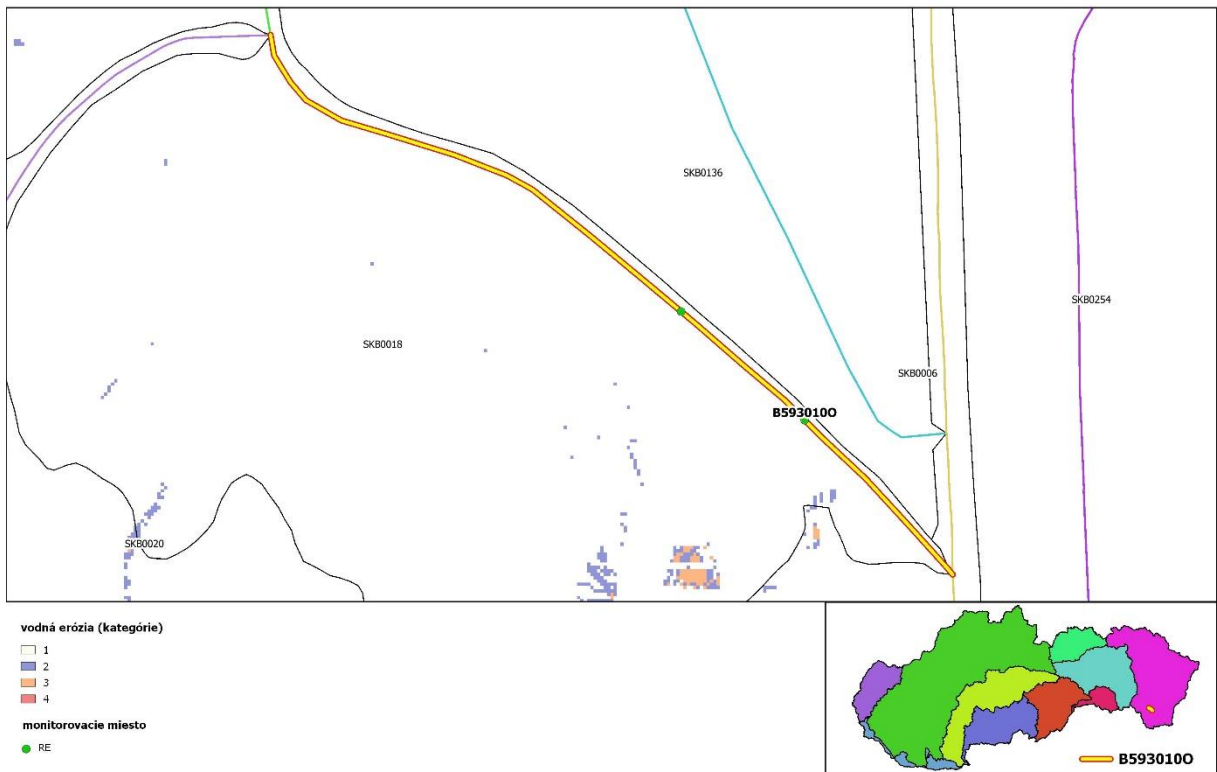 SKB0136
SKB0254
SKB0018
SKB0006
B593010O
SKB0020
vodná erózia (kategórie)
1
2
3
4
monitorovacie miesto
RE
B593010O